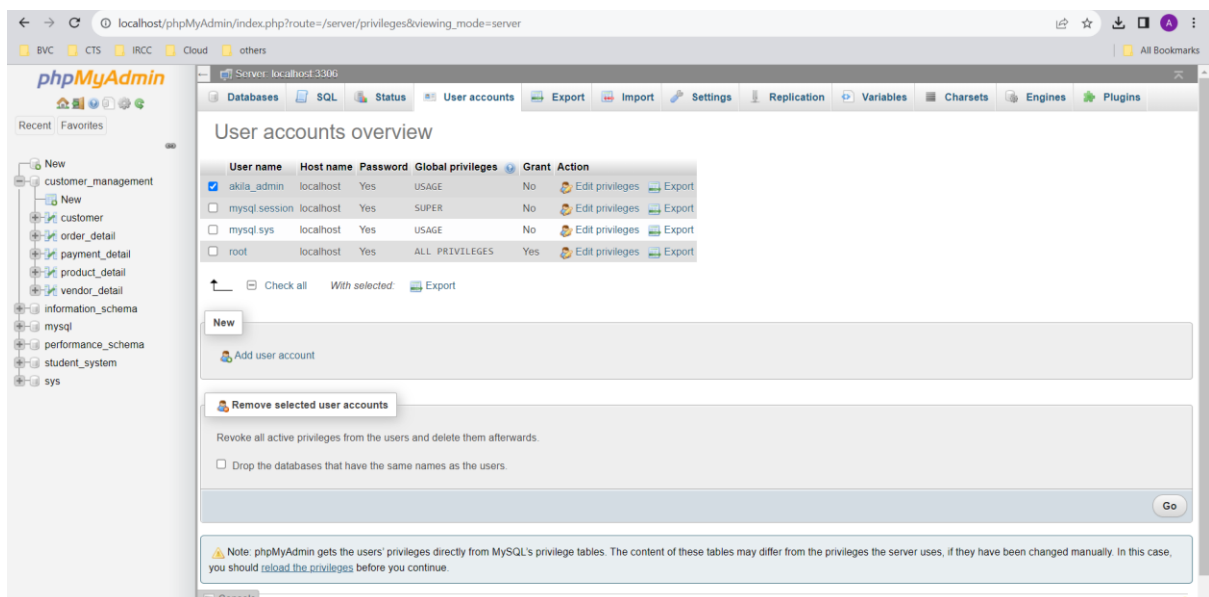 localhost/phpMyAdmin/index.php?route=/server/privileges&viewing_mode=server
A
BVC CTS IRCC Cloud others All Bookmarks
phpMyAdmin
Recent Favorites
New
customer_management
New
customer
order_detail
payment_detail
product_detail
vendor_detail
information_schema
mysql
performance_schema
student_system
sys
Server: localhost:3306
Databases SQL Status User accounts Export Import Settings Replication Variables Charsets Engines Plugins
User accounts overview
User name Host name Password Global privileges Grant Action
akila_admin localhost Yes USAGE No Edit privileges Export
mysql.session localhost Yes SUPER No Edit privileges Export
mysql.sys localhost Yes USAGE No Edit privileges Export
root localhost Yes ALL PRIVILEGES Yes Edit privileges Export
Check all With selected: Export
New
Add user account
Remove selected user accounts
Revoke all active privileges from the users and delete them afterwards.
Drop the databases that have the same names as the users.
Go
Note: phpMyAdmin gets the users' privileges directly from MySQL's privilege tables. The content of these tables may differ from the privileges the server uses, if they have been changed manually. In this case,
you should reload the privileges before you continue.